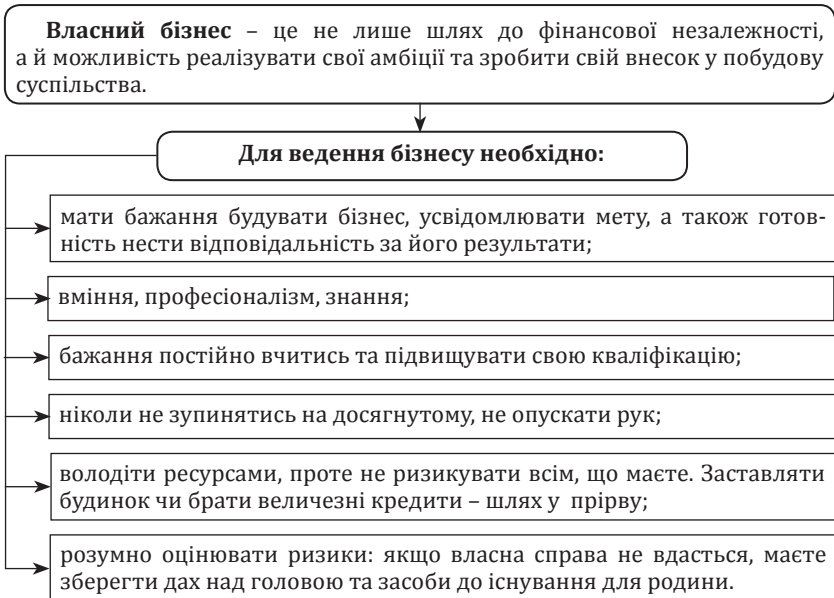 Власний бізнес – це не лише шлях до фінансової незалежності,
а й можливість реалізувати свої амбіції та зробити свій внесок у побудову
суспільства.
Для ведення бізнесу необхідно:
мати бажання будувати бізнес, усвідомлювати мету, а також готов-
ність нести відповідальність за його результати;
вміння, професіоналізм, знання;
бажання постійно вчитись та підвищувати свою кваліфікацію;
ніколи не зупинятись на досягнутому, не опускати рук;
володіти ресурсами, проте не ризикувати всім, що маєте. Заставляти
будинок чи брати величезні кредити – шлях у прірву;
розумно оцінювати ризики: якщо власна справа не вдасться, маєте
зберегти дах над головою та засоби до існування для родини.